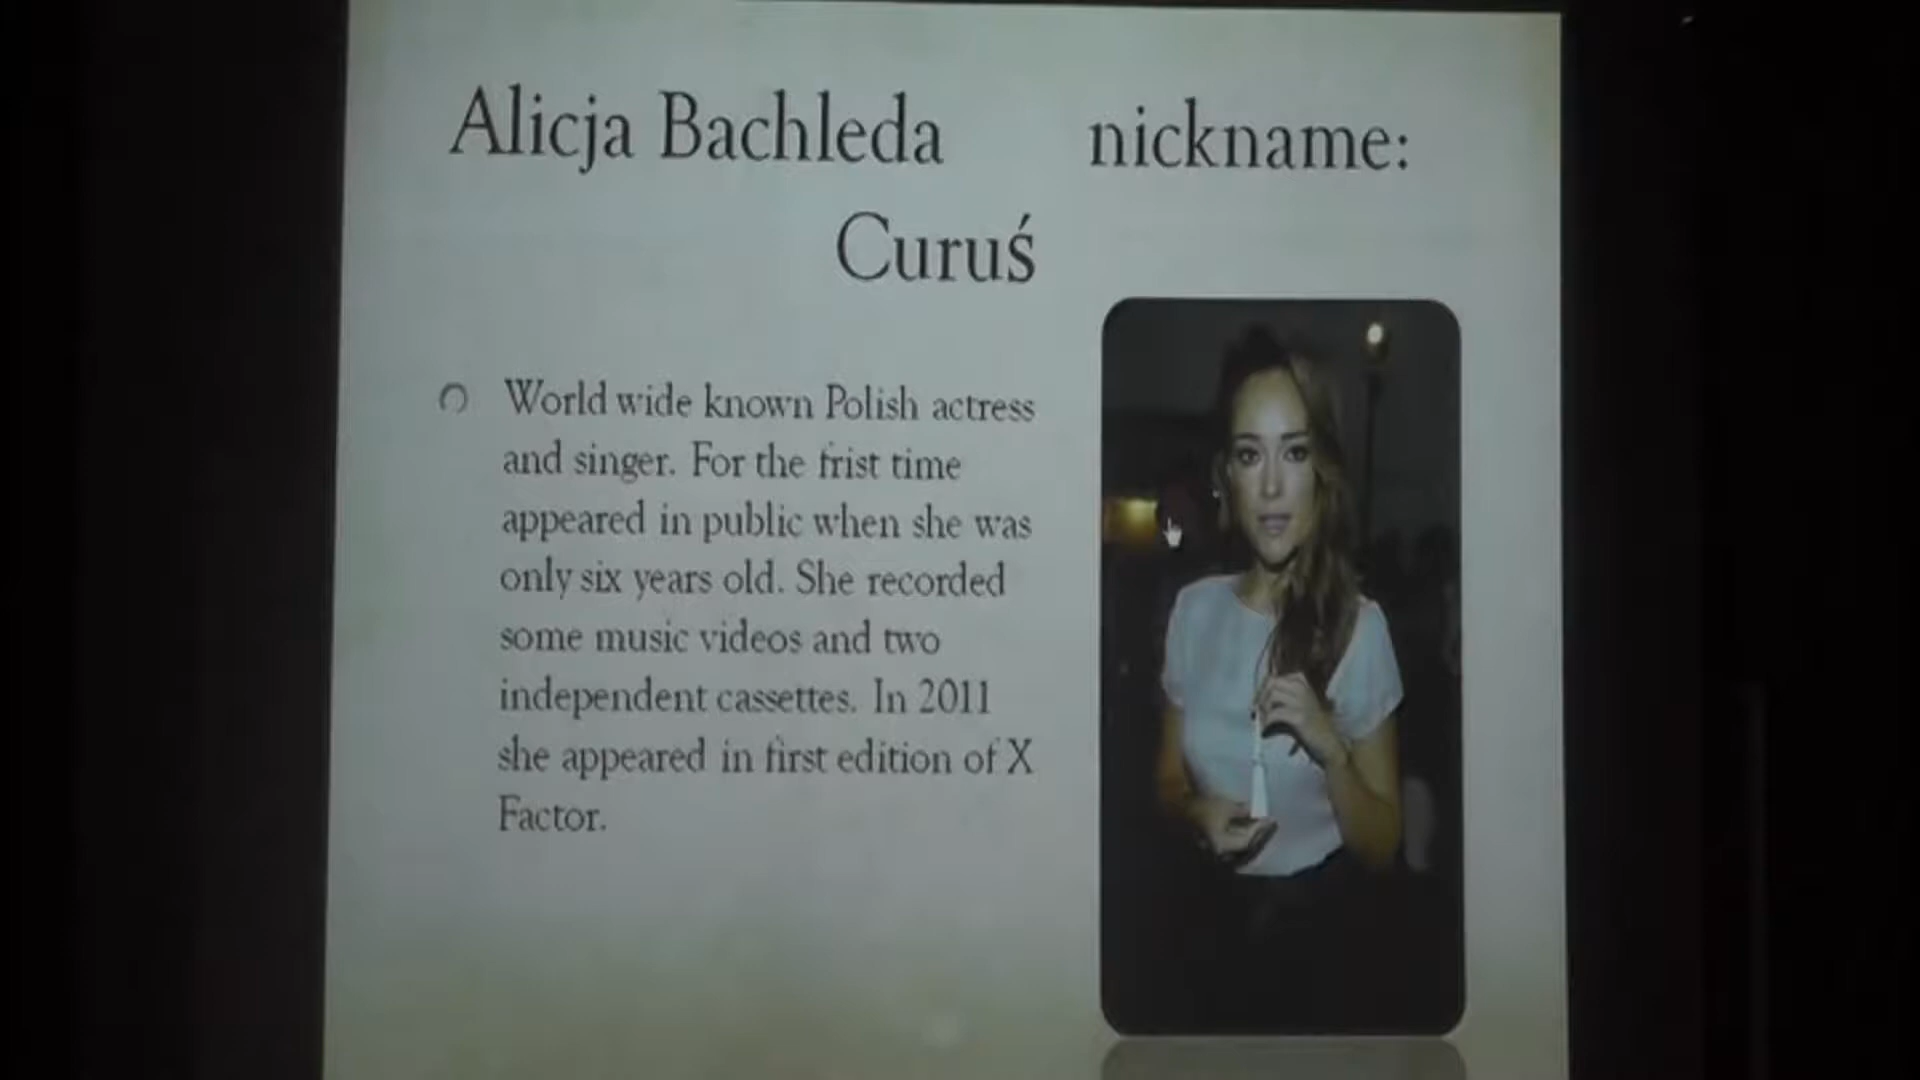 Alicja Bachleda nickname:
Curuś
World wide known Polish actress
and singer. For the frist time
appeared in public when she was
only six years old. She recorded
some music videos and two
independent cassettes. In 2011
she appeared in first edition of X
Factor.